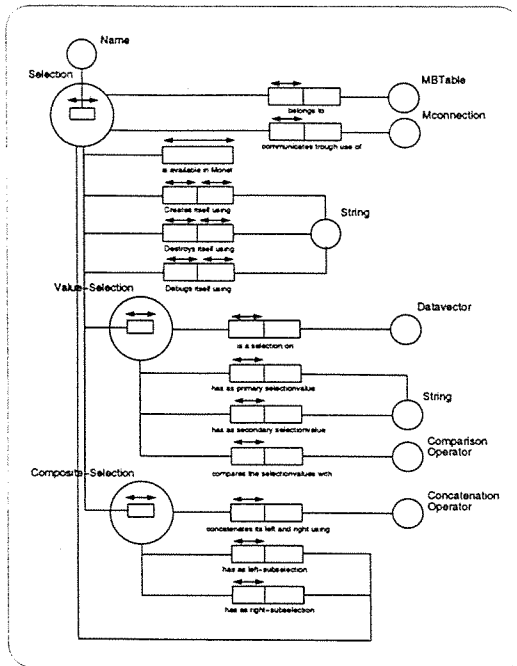 Name
Selection
MBTable
belongs to
Mconnection
communicates trough use of
is available in Monet
Creates itself using
String
Destroys itself using
Debugs itself using
Value-Selection
Datavector
is a selection on
has as primary selectionvalue
String
has as secondary selectionvalue
Comparison
Operator
compares the selectionvalues with
Composite-Selection
Concatenation
Operator
concatenates its left and right using
has as left-subselection
has as right-subselection